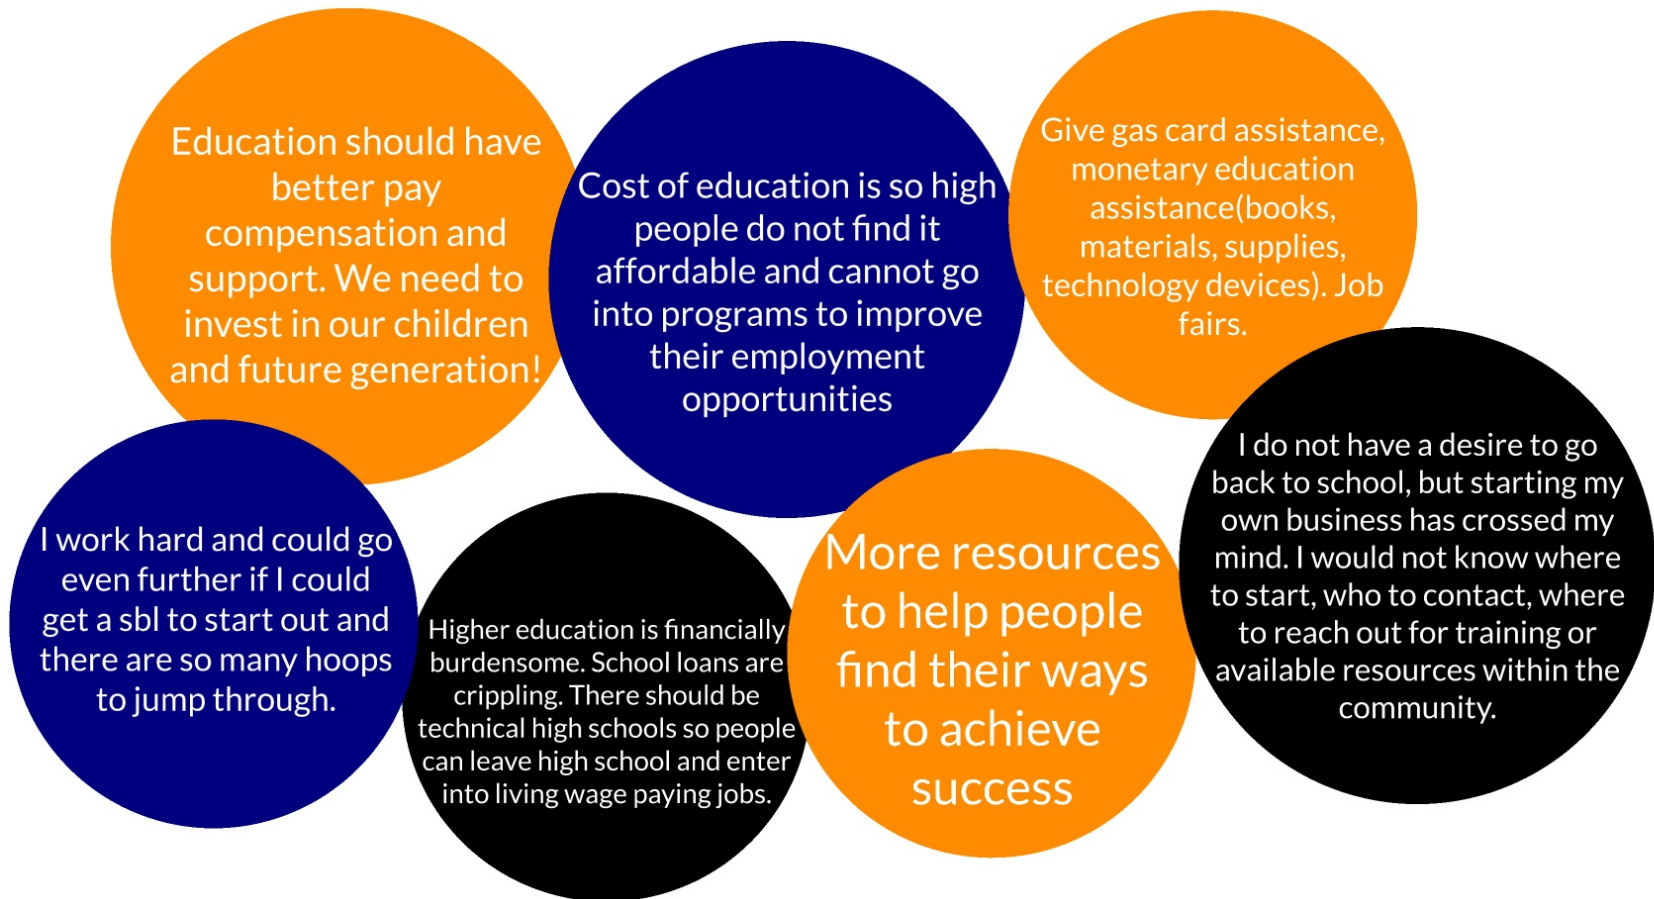 Education should have
better pay
compensation and
support. We need to
invest in our children
and future generation!
Cost of education is so high
people do not find it
affordable and cannot go
into programs to improve
their employment
opportunities
Give gas card assistance,
monetary education
assistance(books,
materials, supplies,
technology devices). Job
fairs.
I work hard and could go
even further if I could
get a sbl to start out and
there are so many hoops
to jump through.
Higher education is financially
burdensome. School loans are
crippling. There should be
technical high schools so people
can leave high school and enter
into living wage paying jobs.
More resources
to help people
find their ways
to achieve
success
I do not have a desire to go
back to school, but starting my
own business has crossed my
mind. I would not know where
to start, who to contact, where
to reach out for training or
available resources within the
community.